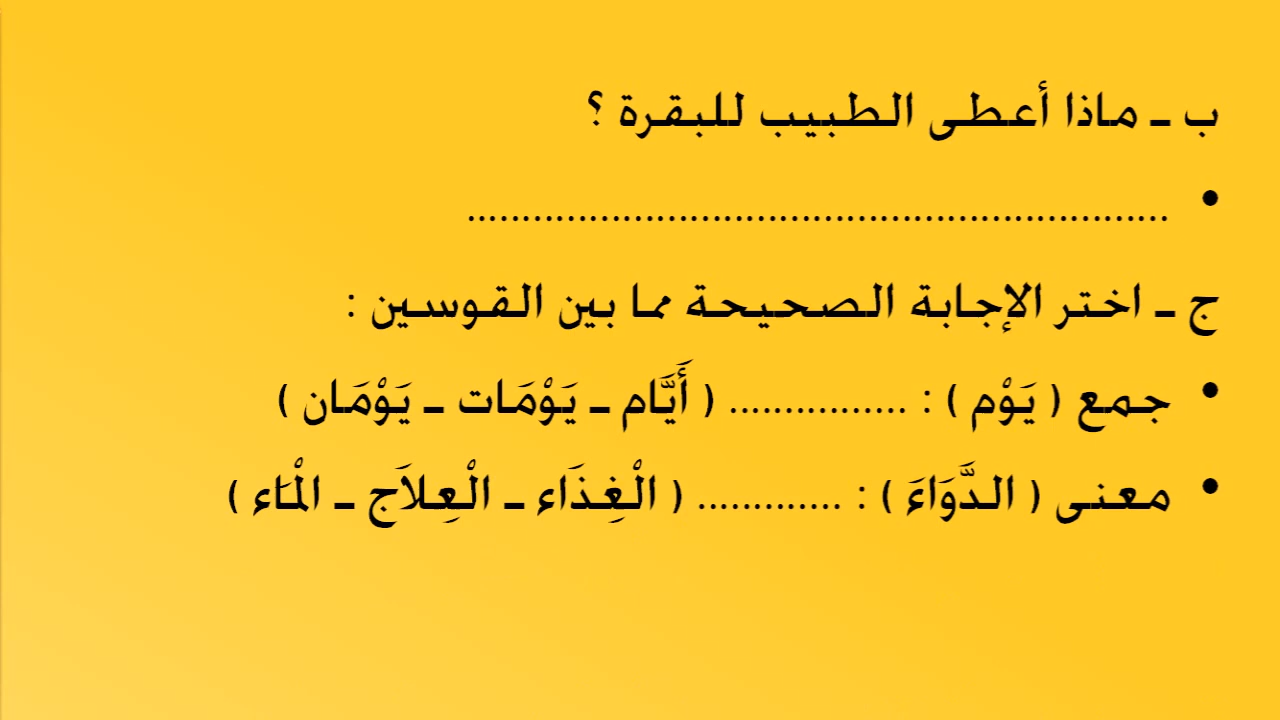 ب ـ ماذا أعطى الطبيب للبقرة ؟
• ................................................................
ج ـ اختر الإجابة الصحيحة مما بين القوسين :
• جمع ( يَوْم ) : ................ ( أَيَّام ـ يَوْمَات ـ يَوْمَان )
• معنى ( الدَّوَاءَ ) : ............. ( الْغِذَاء ـ الْعِلاَج ـ الْمَاء )